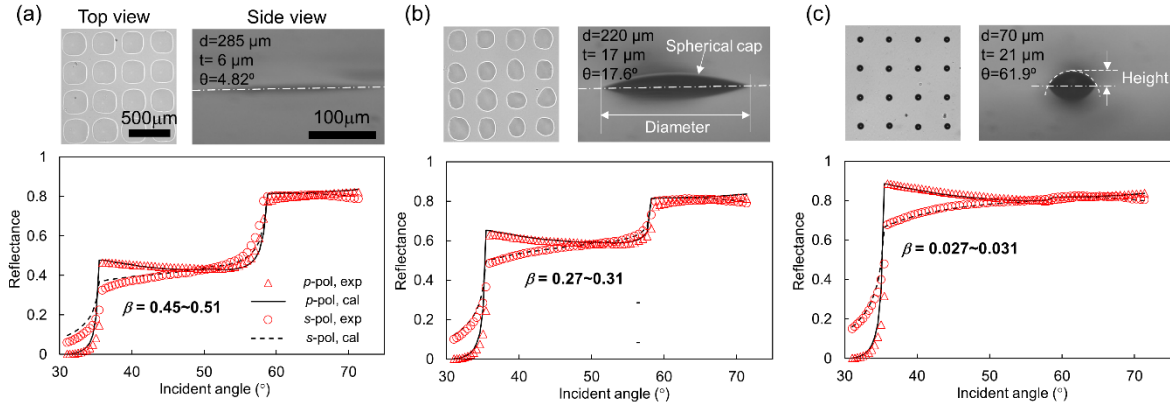 (a)
Top view
Side view
d=285 μm
t= 6 μm
θ=4.82º
500μm
100μm
Reflectance
1
0.8
0.6
0.4
0.2
0
β = 0.45~0.51
p-pol, exp
p-pol, cal
s-pol, exp
s-pol, cal
30
40
50
60
70
Incident angle (°)
(b)
d=220 μm
t= 17 μm
θ=17.6º
Spherical cap
Diameter
Reflectance
1
0.8
0.6
0.4
0.2
0
β = 0.27~0.31
30
40
50
60
70
Incident angle (°)
(c)
d=70 μm
t= 21 μm
θ=61.9º
Height
Reflectance
1
0.8
0.6
0.4
0.2
0
β = 0.027~0.031
30
40
50
60
70
Incident angle (°)